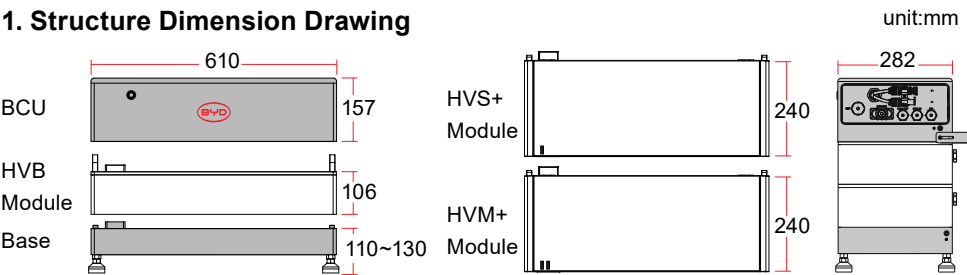 1. Structure Dimension Drawing
unit:mm
610
BCU
BYD
157
HVB
Module
106
Base
110~130
HVS+
Module
240
HVM+
Module
240
282